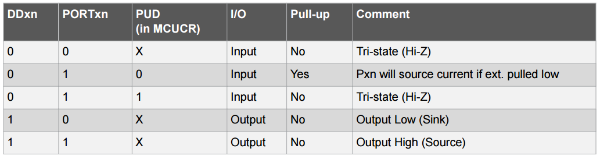 DDxn PORTxn PUD (in MCUCR) I/O Pull-up Comment
0 0 X Input No Tri-state (Hi-Z)
0 1 0 Input Yes Pxn will source current if ext. pulled low
0 1 1 Input No Tri-state (Hi-Z)
1 0 X Output No Output Low (Sink)
1 1 X Output No Output High (Source)